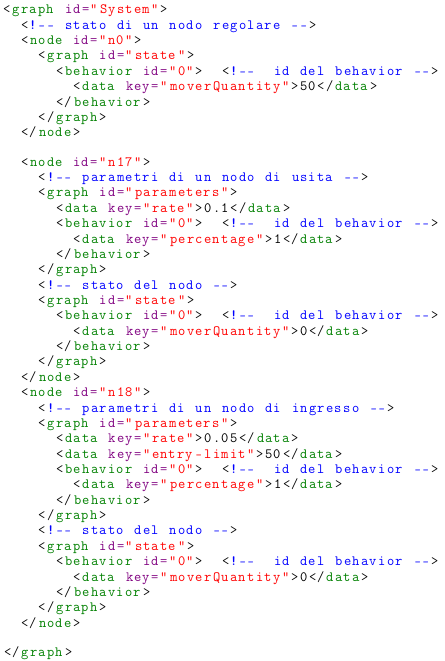 <graph id="System">
  <!-- stato di un nodo regolare -->
  <node id="n0">
    <graph id="state">
      <behavior id="0">  <!--  id del behavior -->
        <data key="moverQuantity">50</data>
      </behavior>
    </graph>
  </node>

  <node id="n17">
    <!-- parametri di un nodo di usita -->
    <graph id="parameters">
      <data key="rate">0.1</data>
      <behavior id="0">  <!--  id del behavior -->
        <data key="percentage">1</data>
      </behavior>
    </graph>
    <!-- stato del nodo -->
    <graph id="state">
      <behavior id="0">  <!--  id del behavior -->
        <data key="moverQuantity">0</data>
      </behavior>
    </graph>
  </node>
  <node id="n18">
    <!-- parametri di un nodo di ingresso -->
    <graph id="parameters">
      <data key="rate">0.05</data>
      <data key="entry-limit">50</data>
      <behavior id="0">  <!--  id del behavior -->
        <data key="percentage">1</data>
      </behavior>
    </graph>
    <!-- stato del nodo -->
    <graph id="state">
      <behavior id="0">  <!--  id del behavior -->
        <data key="moverQuantity">0</data>
      </behavior>
    </graph>
  </node>

</graph>